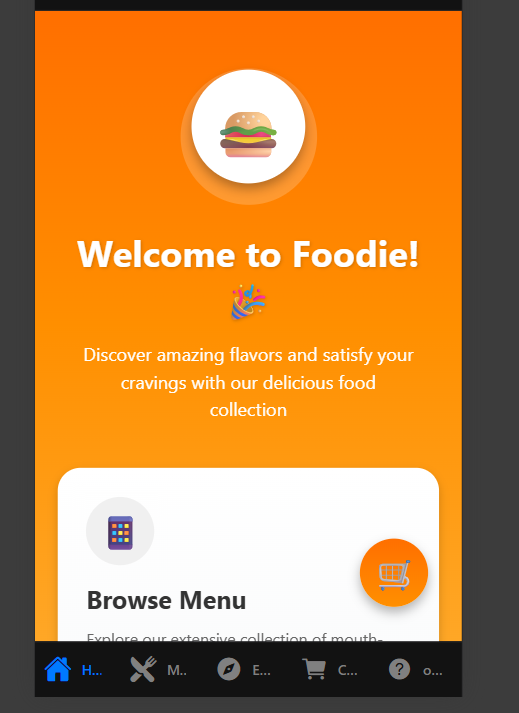 Welcome to Foodie!
Discover amazing flavors and satisfy your
cravings with our delicious food
collection
Browse Menu
Explore our extensive collection of mouth-
H...
M..
E...
C...
o...